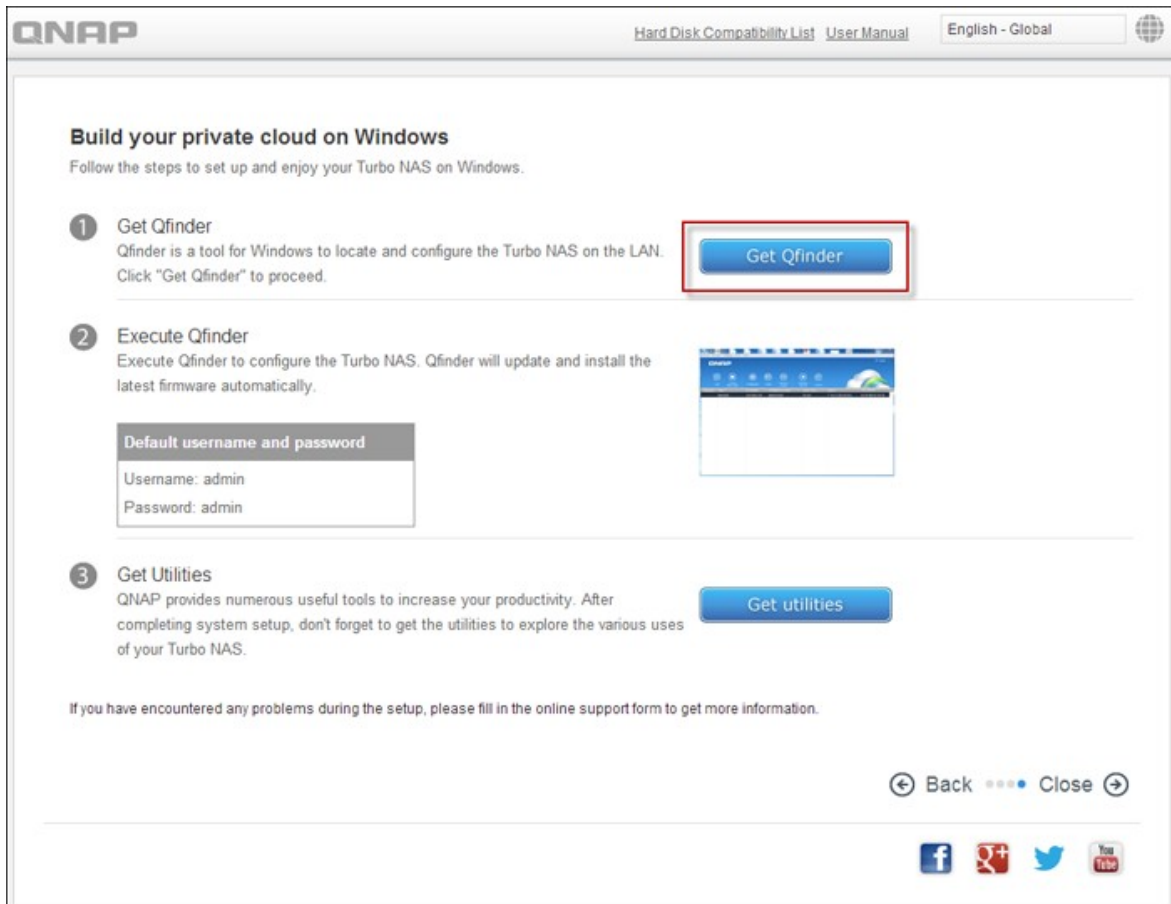 QNAP
Hard Disk Compatibility List User Manual English - Global
Build your private cloud on Windows
Follow the steps to set up and enjoy your Turbo NAS on Windows.
1 Get Qfinder
Qfinder is a tool for Windows to locate and configure the Turbo NAS on the LAN.
Click "Get Qfinder" to proceed.
Get Qfinder
2 Execute Qfinder
Execute Qfinder to configure the Turbo NAS. Qfinder will update and install the
latest firmware automatically.
Default username and password
Username: admin
Password: admin
QNAP
3 Get Utilities
QNAP provides numerous useful tools to increase your productivity. After
completing system setup, don't forget to get the utilities to explore the various uses
of your Turbo NAS.
Get utilities
If you have encountered any problems during the setup, please fill in the online support form to get more information.
Back Close
f g+ You
Tube